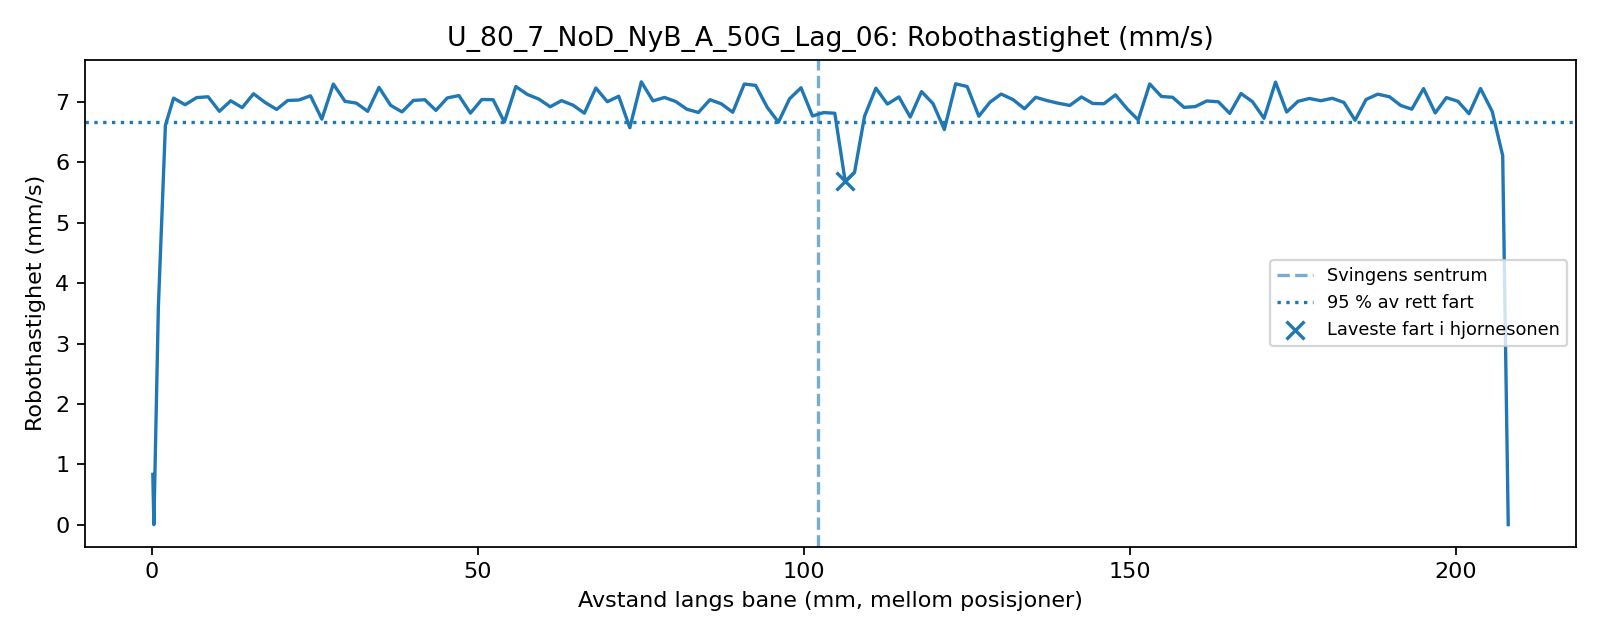 U_80_7_NoD_NyB_A_50G_Lag_06: Robothastighet (mm/s)
Robothastighet (mm/s)
7
6
5
4
3
2
1
0
Svingens sentrum
95 % av rett fart
Laveste fart i hjornesonen
0 50 100 150 200
Avstand langs bane (mm, mellom posisjoner)